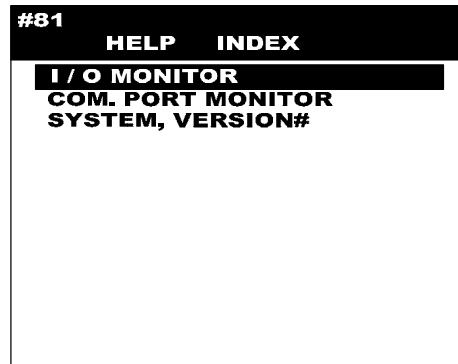 #81
HELP INDEX
I / O MONITOR
COM. PORT MONITOR
SYSTEM, VERSION#